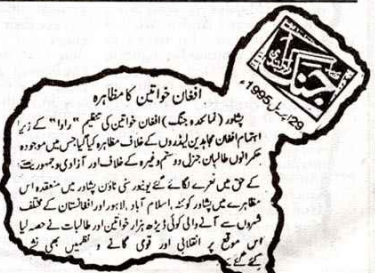 جنگ
راولپنڈی
29 اپریل 1995ء
افغان خواتین کا مظاہرہ
پشاور (نمائندہ جنگ) افغان خواتین کی تنظیم "راوا" کے زیر
اہتمام افغان مجاہدین لیڈروں کے خلاف مظاہرہ کیا گیا جس میں موجودہ
حکمرانوں طالبان جنرل دوستم وغیرہ کے خلاف اور آزادی و جمہوریت
کے حق میں نعرے لگائے گئے یونیورسٹی ٹاؤن پشاور میں منعقدہ اس
مظاہرے میں پشاور کوئٹہ، اسلام آباد، لاہور اور افغانستان کے مختلف
شہروں سے آنے والی کوئی ڈیڑھ ہزار خواتین اور طالبات نے حصہ لیا
اس موقع پر انقلابی اور قومی گانے و نظمیں بھی نشر
کئے گئے